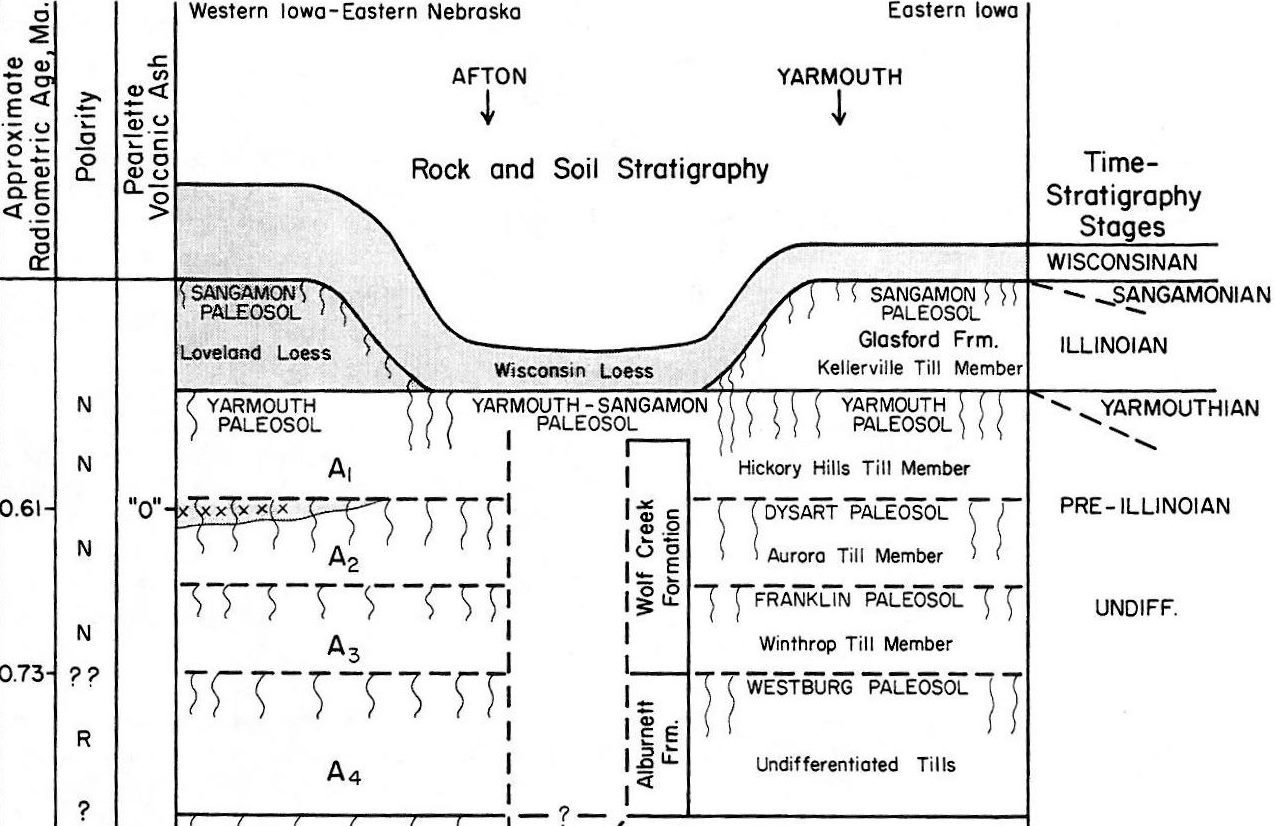 Western Iowa-Eastern Nebraska
Eastern Iowa
Approximate
Radiometric Age, Ma.
Polarity
Pearlette
Volcanic Ash
AFTON
YARMOUTH
Rock and Soil Stratigraphy
Time-
Stratigraphy
Stages
WISCONSINAN
SANGAMON
PALEOSOL
SANGAMON
PALEOSOL
SANGAMONIAN
Loveland Loess
Glasford Frm.
ILLINOIAN
Wisconsin Loess
Kellerville Till Member
N
YARMOUTH
PALEOSOL
YARMOUTH-SANGAMON
PALEOSOL
YARMOUTH
PALEOSOL
YARMOUTHIAN
N
A1
Hickory Hills Till Member
0.61
"O"
x x x x x x
DYSART PALEOSOL
PRE-ILLINOIAN
N
A2
Wolf Creek
Formation
Aurora Till Member
FRANKLIN PALEOSOL
UNDIFF.
N
A3
Winthrop Till Member
0.73
??
WESTBURG PALEOSOL
R
A4
Alburnett
Frm.
Undifferentiated Tills
?
?